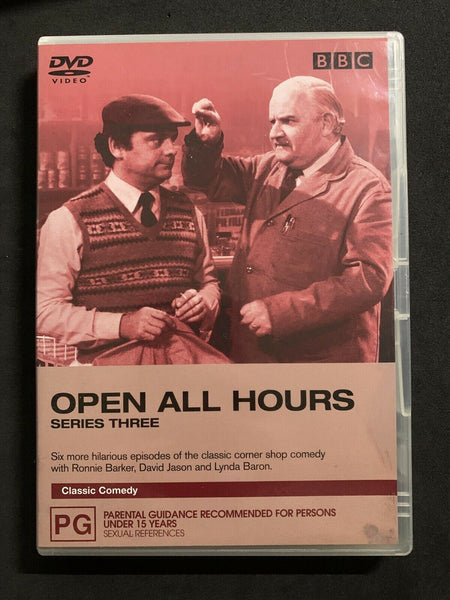 DVD
VIDEO
BBC
OPEN ALL HOURS
SERIES THREE
Six more hilarious episodes of the classic corner shop comedy
with Ronnie Barker, David Jason and Lynda Baron.
Classic Comedy
PG
PARENTAL GUIDANCE RECOMMENDED FOR PERSONS
UNDER 15 YEARS
SEXUAL REFERENCES